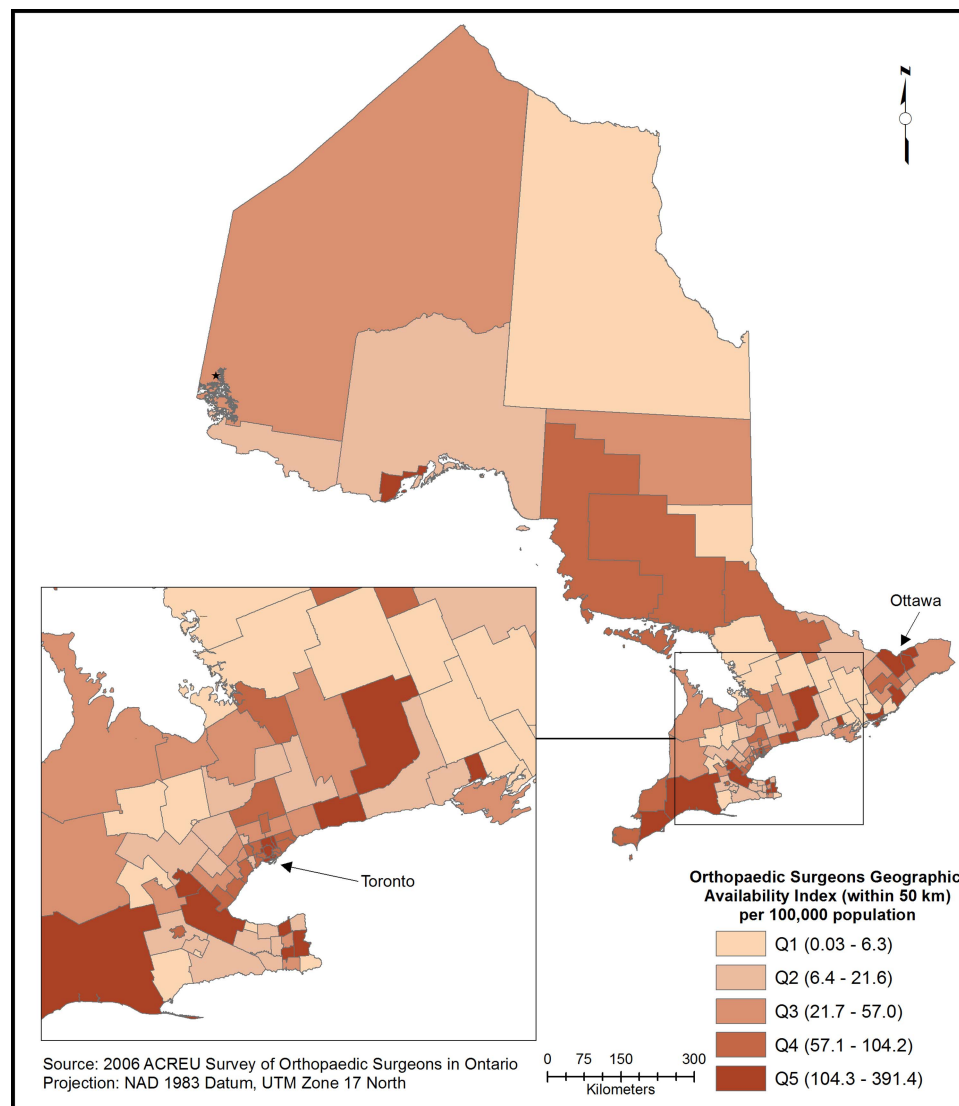 N
Ottawa
Toronto
Orthopaedic Surgeons Geographic
Availability Index (within 50 km)
per 100,000 population
Q1 (0.03 - 6.3)
Q2 (6.4 - 21.6)
Q3 (21.7 - 57.0)
Q4 (57.1 - 104.2)
Q5 (104.3 - 391.4)
Source: 2006 ACREU Survey of Orthopaedic Surgeons in Ontario
Projection: NAD 1983 Datum, UTM Zone 17 North
0 75 150 300
Kilometers